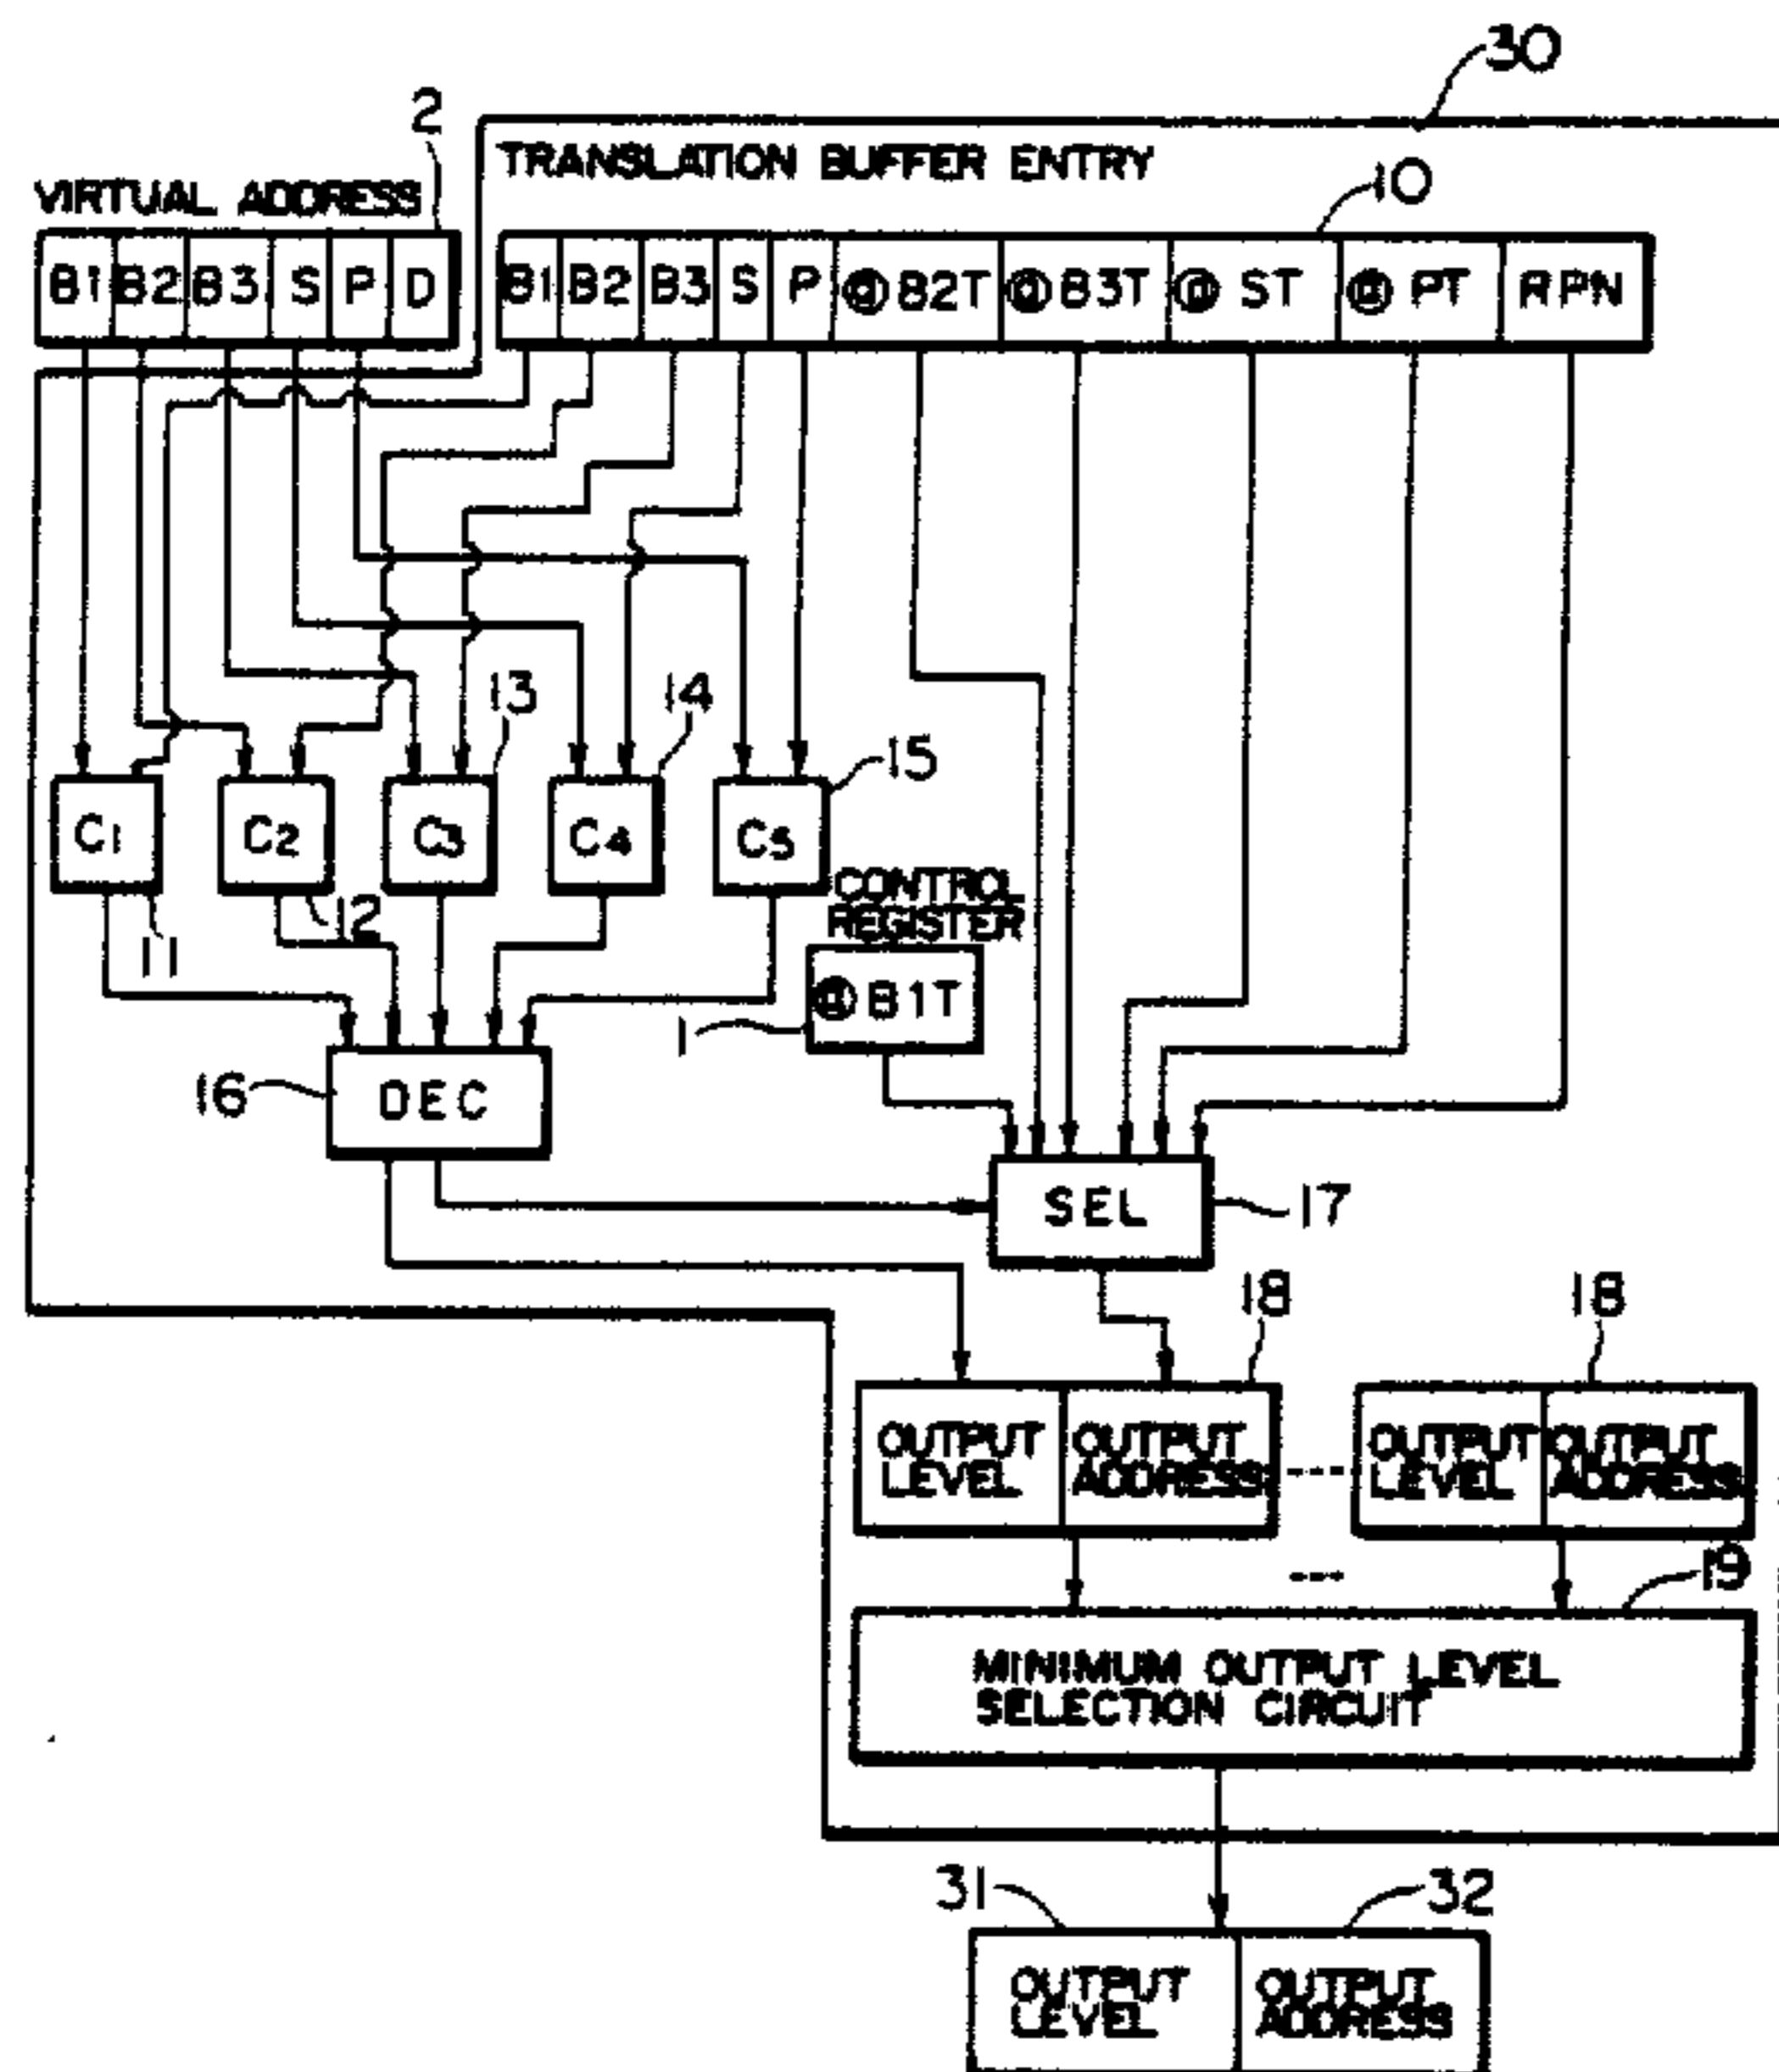 30
2
TRANSLATION BUFFER ENTRY
10
VIRTUAL ADDRESS
B1 B2 B3 S P D
B1 B2 B3 S P @B2T @B3T @ ST @ PT RPN
13
14
15
C1 C2 C3 C4 C5
CONTROL
REGISTER
11
12
@B1T
1
16
DEC
SEL
17
18
18
OUTPUT
LEVEL
OUTPUT
ADDRESS
---
OUTPUT
LEVEL
OUTPUT
ADDRESS
---
19
MINIMUM OUTPUT LEVEL
SELECTION CIRCUIT
31
32
OUTPUT
LEVEL
OUTPUT
ADDRESS